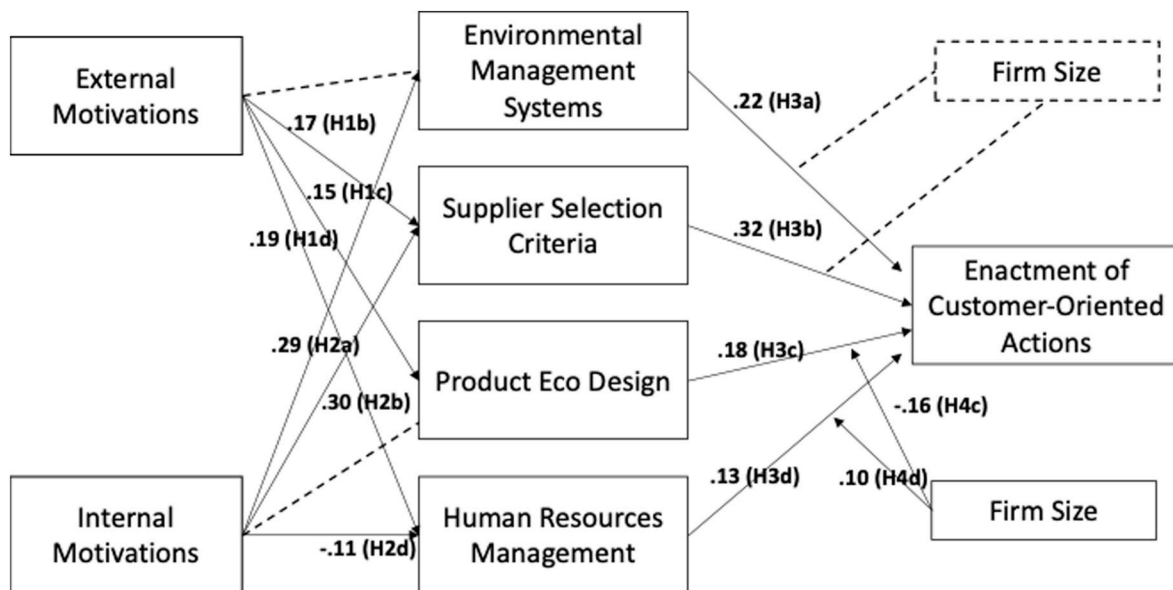 External
Motivations
Environmental
Management
Systems
Firm Size
.22 (H3a)
.17 (H1b)
.15 (H1c)
.19 (H1d)
Supplier Selection
Criteria
.32 (H3b)
Enactment of
Customer-Oriented
Actions
.29 (H2a)
.30 (H2b)
Product Eco Design
.18 (H3c)
-.16 (H4c)
Internal
Motivations
-.11 (H2d)
Human Resources
Management
.13 (H3d)
.10 (H4d)
Firm Size